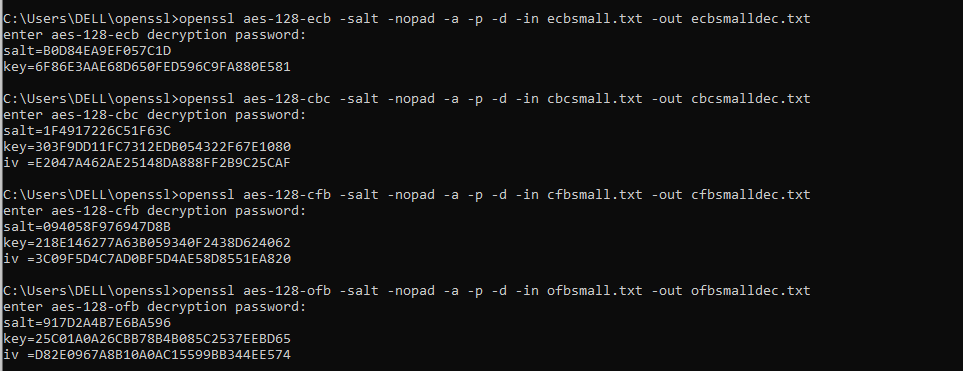 C:\Users\DELL\openssl>openssl aes-128-ecb -salt -nopad -a -p -d -in ecbsmall.txt -out ecbsmalldec.txt
enter aes-128-ecb decryption password:
salt=B0D84EA9EF057C1D
key=6F86E3AAE68D650FED596C9FA880E581
C:\Users\DELL\openssl>openssl aes-128-cbc -salt -nopad -a -p -d -in cbcsmall.txt -out cbcsmalldec.txt
enter aes-128-cbc decryption password:
salt=1F4917226C51F63C
key=303F9DD11FC7312EDB054322F67E1080
iv =E2047A462AE25148DA888FF2B9C25CAF
C:\Users\DELL\openssl>openssl aes-128-cfb -salt -nopad -a -p -d -in cfbsmall.txt -out cfbsmalldec.txt
enter aes-128-cfb decryption password:
salt=094058F976947D8B
key=218E146277A63B059340F2438D624062
iv =3C09F5D4C7AD0BF5D4AE58D8551EA820
C:\Users\DELL\openssl>openssl aes-128-ofb -salt -nopad -a -p -d -in ofbsmall.txt -out ofbsmalldec.txt
enter aes-128-ofb decryption password:
salt=917D2A4B7E6BA596
key=25C01A0A26CBB78B4B085C2537EEBD65
iv =D82E0967A8B10A0AC15599BB344EE574